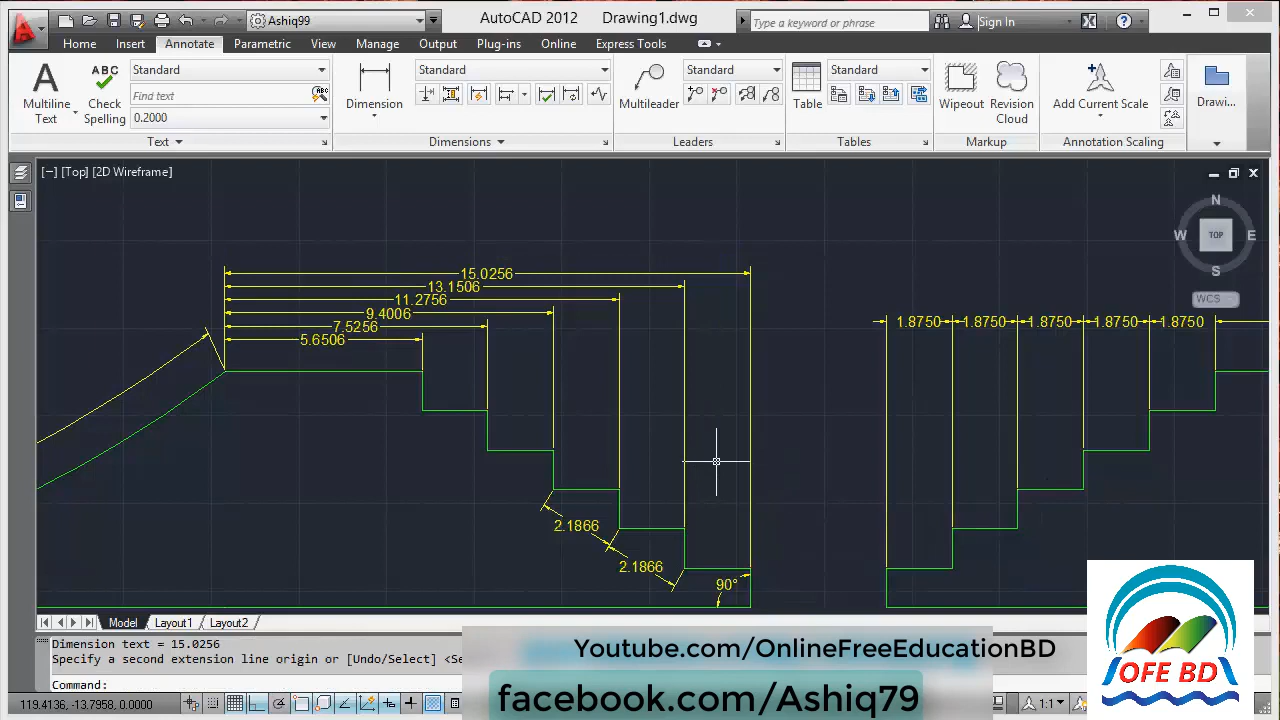 Ashiq99
AutoCAD 2012 Drawing1.dwg
Type a keyword or phrase
Sign In
Home Insert Annotate Parametric View Manage Output Plug-ins Online Express Tools
A
Multiline
Text
ABC
Check
Spelling
Standard
Find text
ABC
0.2000
Text
Dimension
Standard
Dimensions
Multileader
Standard
Leaders
Table
Standard
Tables
Wipeout
Revision
Cloud
Markup
Add Current Scale
Annotation Scaling
Drawi...
[−] [Top] [2D Wireframe]
N
W TOP E
S
WCS
15.0256
13.1506
11.2756
9.4006
7.5256
5.6506
1.8750 1.8750 1.8750 1.8750 1.8750
2.1866
2.1866
90°
Model Layout1 Layout2
Dimension text = 15.0256
Specify a second extension line origin or [Undo/Select] <Se
Command:
119.4136, -13.7958, 0.0000
1:1
Youtube.com/OnlineFreeEducationBD
facebook.com/Ashiq79
OFE BD